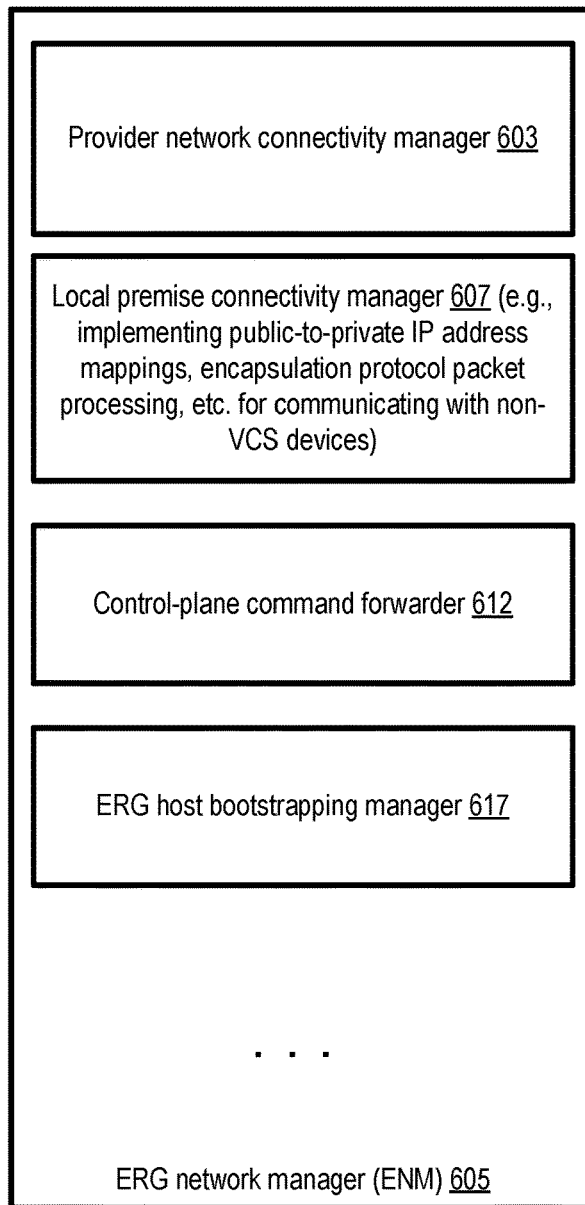 Provider network connectivity manager 603
Local premise connectivity manager 607 (e.g.,
implementing public-to-private IP address
mappings, encapsulation protocol packet
processing, etc. for communicating with non-
VCS devices)
Control-plane command forwarder 612
ERG host bootstrapping manager 617
. . .
ERG network manager (ENM) 605